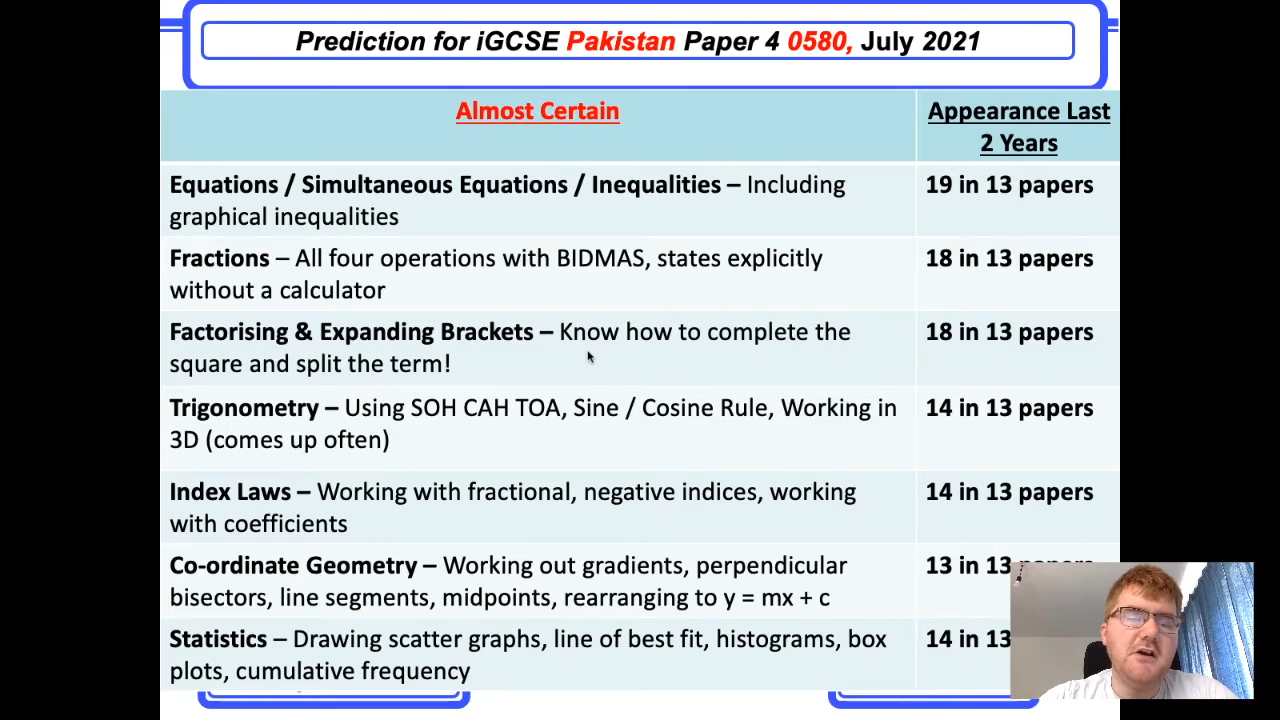 Prediction for iGCSE Pakistan Paper 4 0580, July 2021
Almost Certain
Appearance Last
2 Years
Equations / Simultaneous Equations / Inequalities – Including
graphical inequalities
19 in 13 papers
Fractions – All four operations with BIDMAS, states explicitly
without a calculator
18 in 13 papers
Factorising & Expanding Brackets – Know how to complete the
square and split the term!
18 in 13 papers
Trigonometry – Using SOH CAH TOA, Sine / Cosine Rule, Working in
3D (comes up often)
14 in 13 papers
Index Laws – Working with fractional, negative indices, working
with coefficients
14 in 13 papers
Co-ordinate Geometry – Working out gradients, perpendicular
bisectors, line segments, midpoints, rearranging to y = mx + c
13 in 13
Statistics – Drawing scatter graphs, line of best fit, histograms, box
plots, cumulative frequency
14 in 13